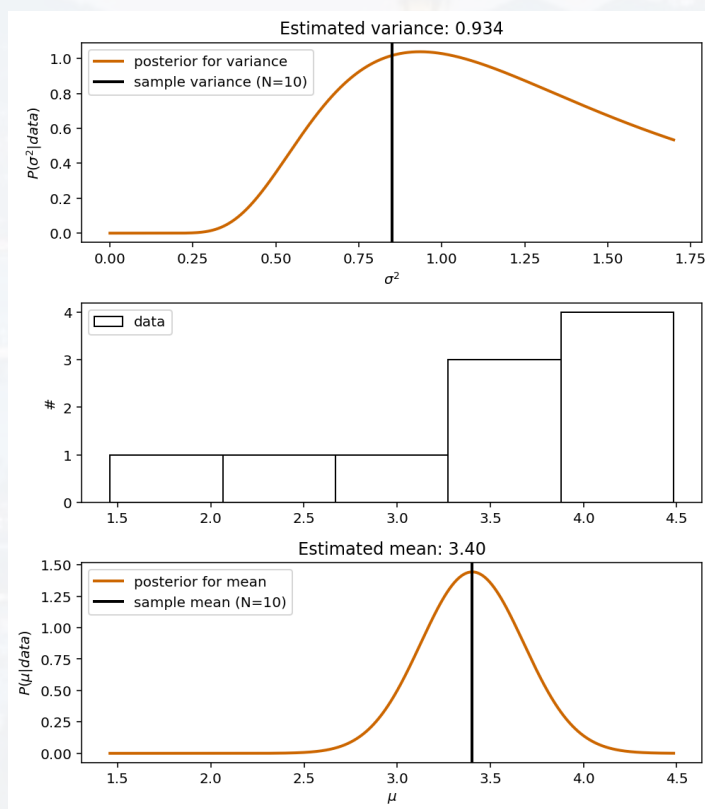 Estimated variance: 0.934
posterior for variance
sample variance (N=10)
P(σ²|data)
1.0
0.8
0.6
0.4
0.2
0.0
0.00 0.25 0.50 0.75 1.00 1.25 1.50 1.75
σ²
data
#
4
3
2
1
0
1.5 2.0 2.5 3.0 3.5 4.0 4.5
Estimated mean: 3.40
posterior for mean
sample mean (N=10)
P(μ|data)
1.50
1.25
1.00
0.75
0.50
0.25
0.00
1.5 2.0 2.5 3.0 3.5 4.0 4.5
μ